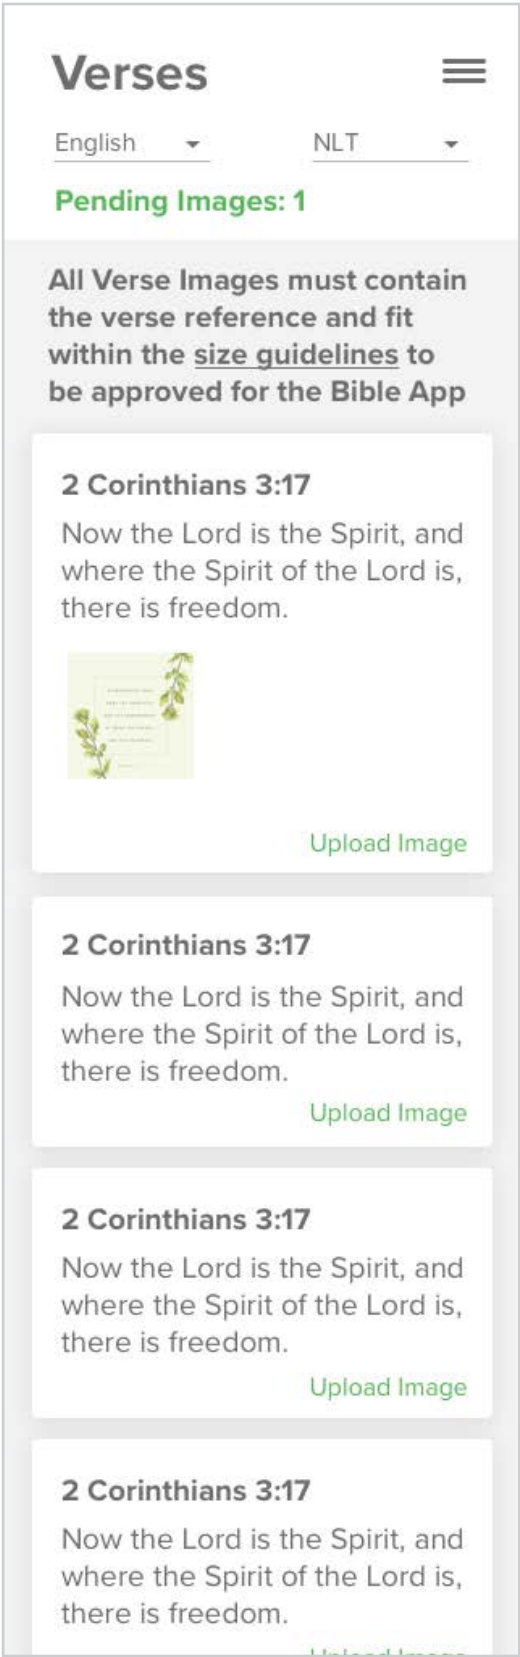 Verses
English NLT
Pending Images: 1
All Verse Images must contain
the verse reference and fit
within the size guidelines to
be approved for the Bible App
2 Corinthians 3:17
Now the Lord is the Spirit, and
where the Spirit of the Lord is,
there is freedom.
Upload Image
2 Corinthians 3:17
Now the Lord is the Spirit, and
where the Spirit of the Lord is,
there is freedom.
Upload Image
2 Corinthians 3:17
Now the Lord is the Spirit, and
where the Spirit of the Lord is,
there is freedom.
Upload Image
2 Corinthians 3:17
Now the Lord is the Spirit, and
where the Spirit of the Lord is,
there is freedom.